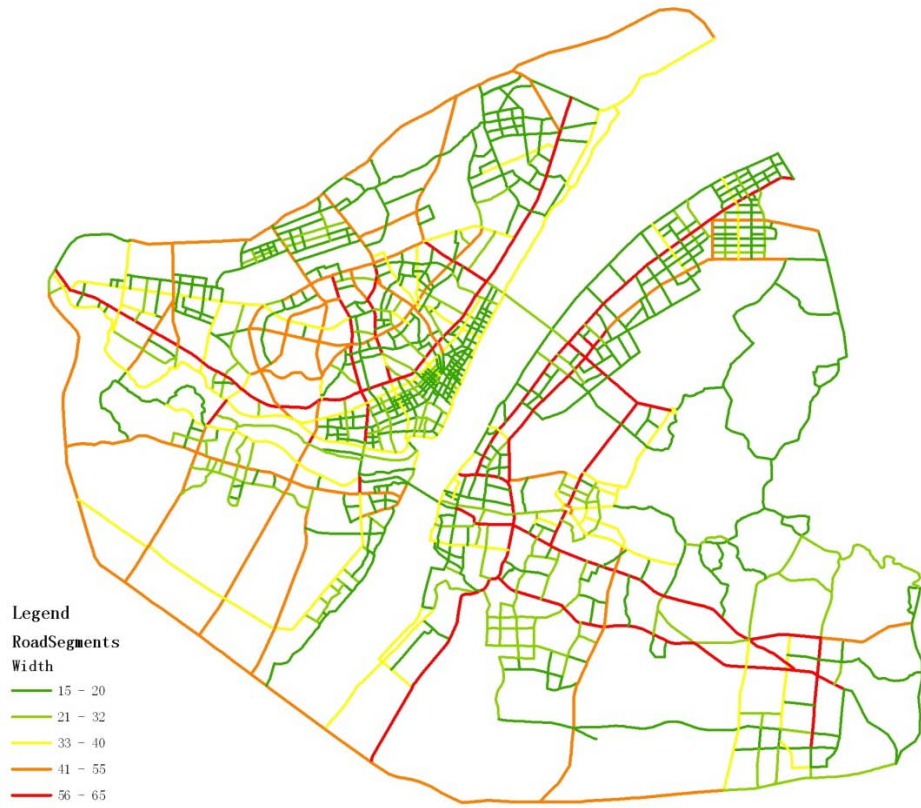 Legend
RoadSegments
Width
15 - 20
21 - 32
33 - 40
41 - 55
56 - 65